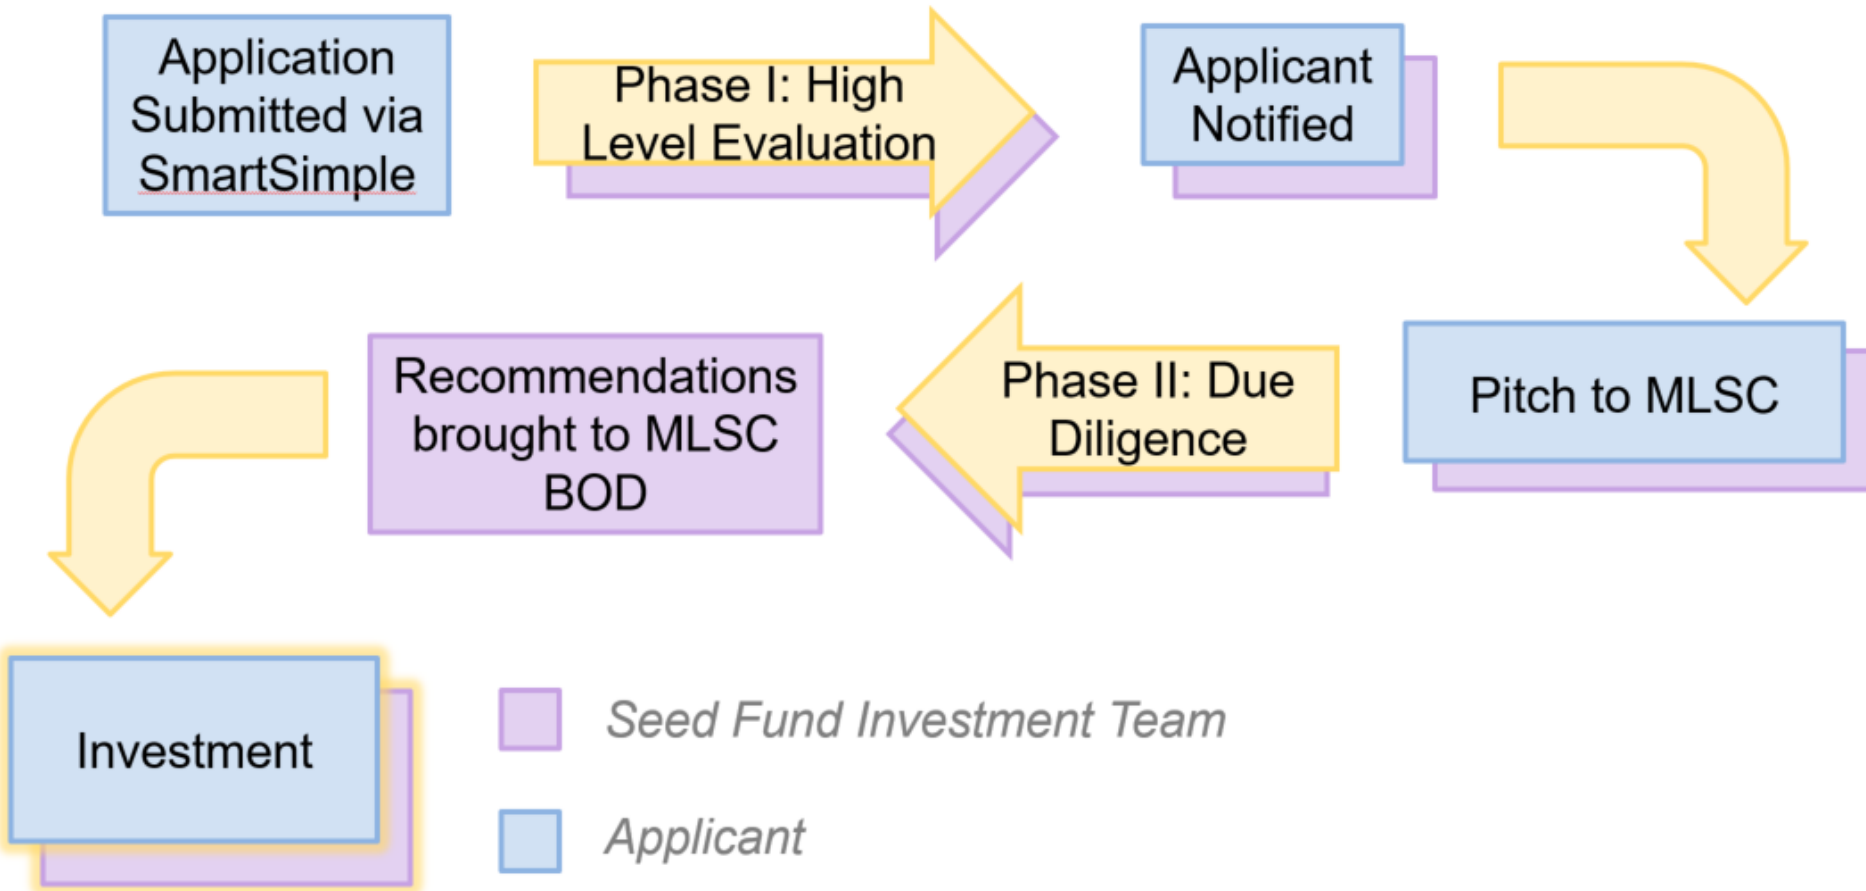 Application
Submitted via
SmartSimple
Phase I: High
Level Evaluation
Applicant
Notified
Pitch to MLSC
Phase II: Due
Diligence
Recommendations
brought to MLSC
BOD
Investment
Seed Fund Investment Team
Applicant